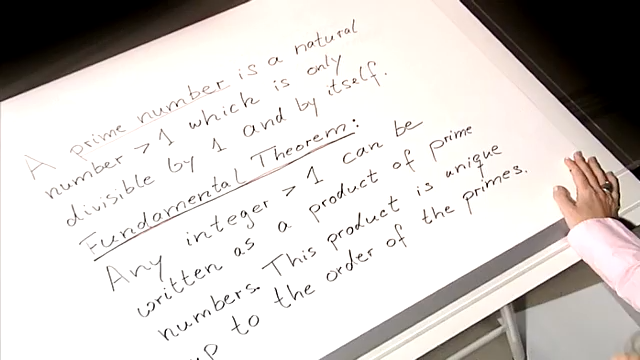 A prime number is a natural
number > 1 which is only
divisible by 1 and by itself.
Fundamental Theorem:
Any integer > 1 can be
written as a product of prime
numbers. This product is unique
up to the order of the primes.